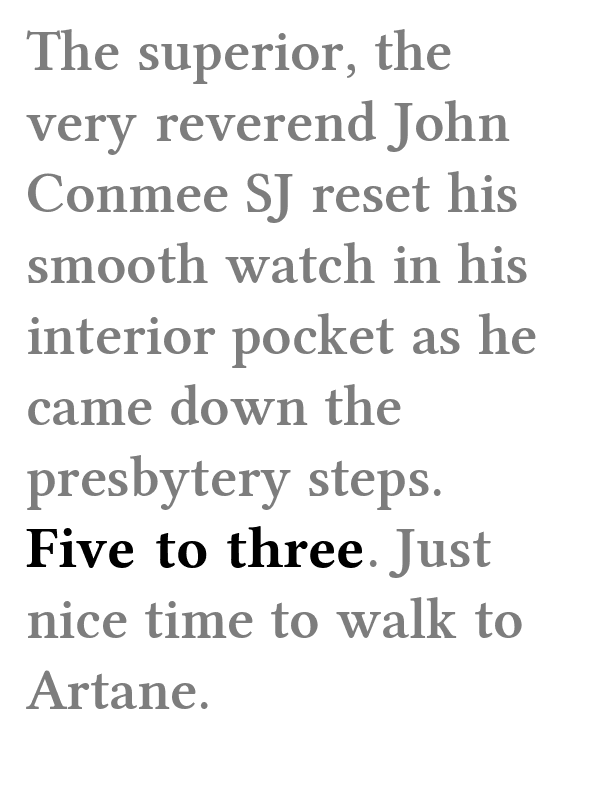 The superior, the
very reverend John
Conmee SJ reset his
smooth watch in his
interior pocket as he
came down the
presbytery steps.
Five to three. Just
nice time to walk to
Artane.